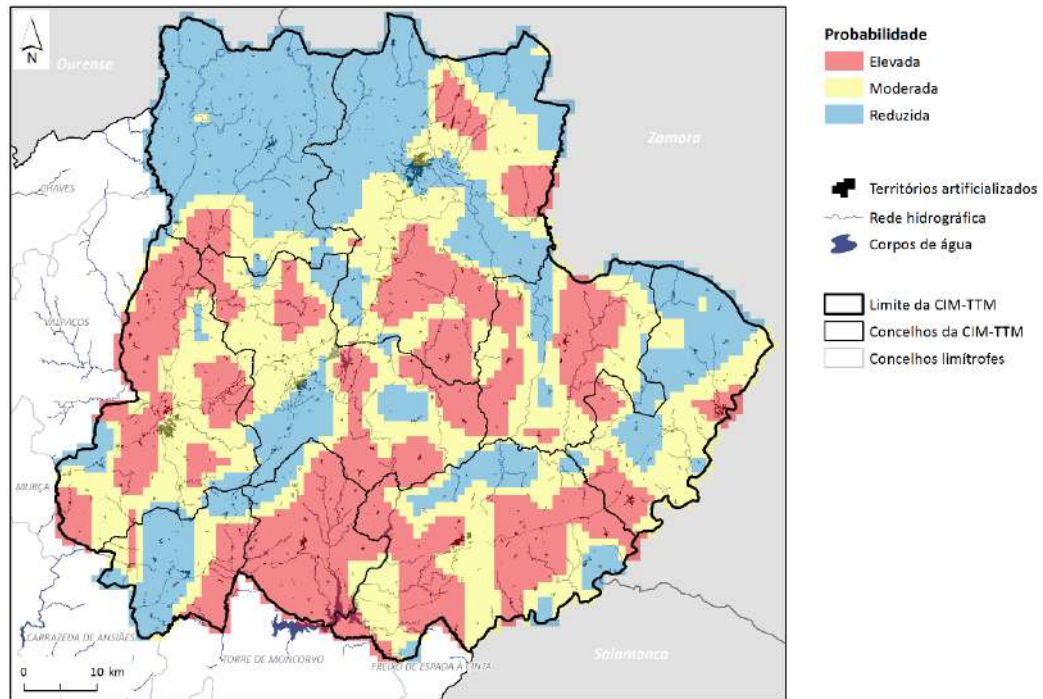 N
Ourense
Zamora
CHAVES
VALPAÇOS
MURÇA
CARRAZEDA DE ANSIÃES
TORRE DE MONCORVO
FREIXO DE ESPADA À CINTA
Salamanca
0 10 km
Probabilidade
Elevada
Moderada
Reduzida
Territórios artificializados
Rede hidrográfica
Corpos de água
Limite da CIM-TTM
Concelhos da CIM-TTM
Concelhos limítrofes